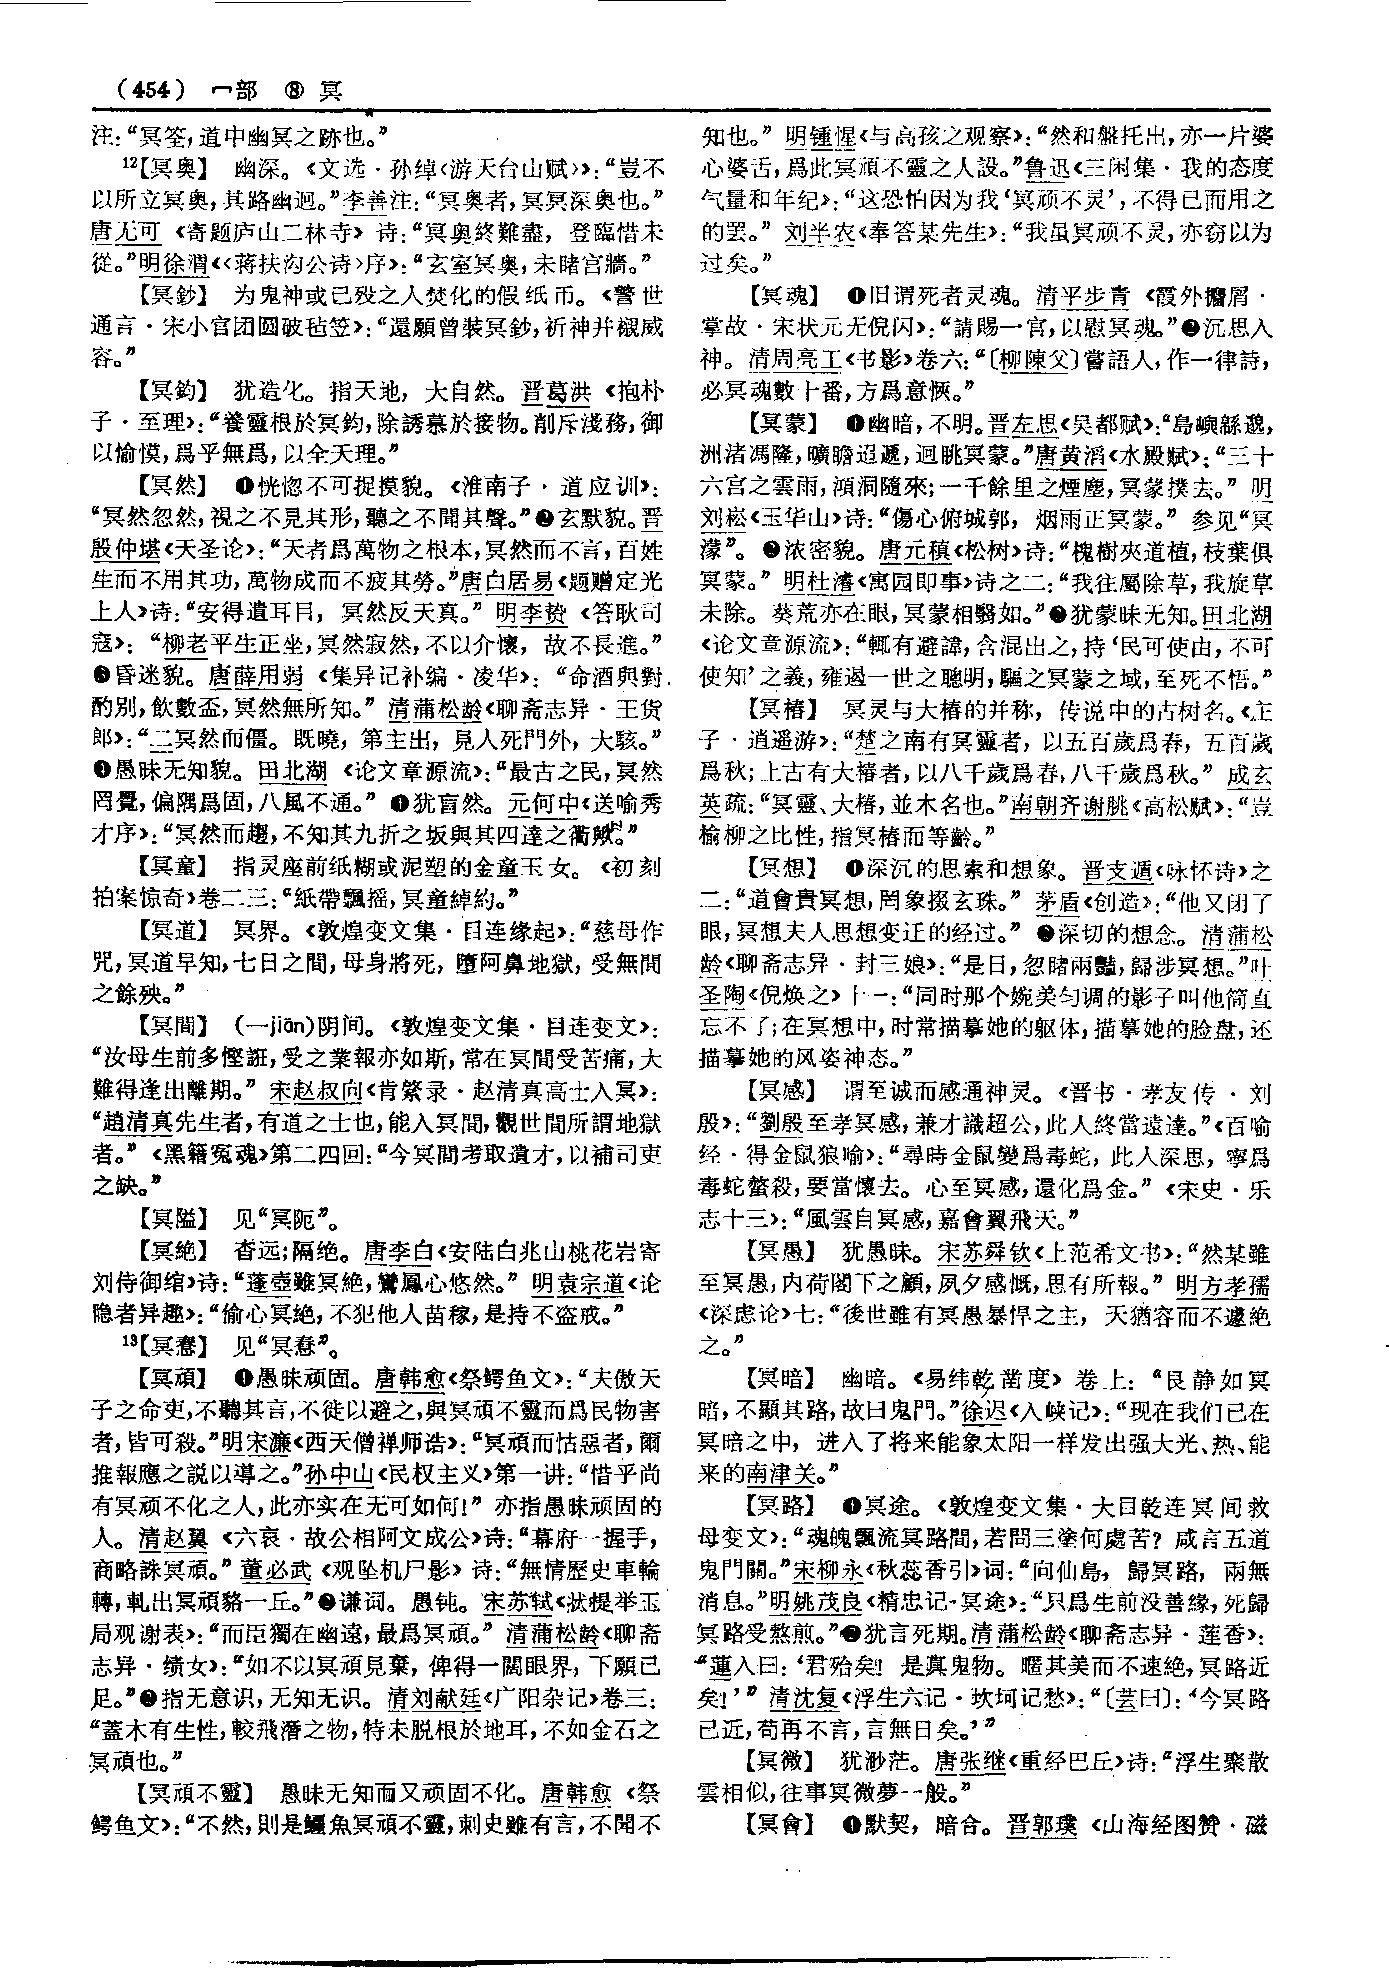 （454） 冖部 ⑧ 冥
注：“冥筌，道中幽冥之跡也。”
12【冥奥】 幽深。《文选·孙绰〈游天台山赋〉》：“豈不
以所立冥奥，其路幽迥。”李善注：“冥奥者，冥冥深奥也。”
唐无可《寄题庐山二林寺》诗：“冥奥終難盡，登臨惜未
從。”明徐渭《〈蒋扶沟公诗〉序》：“玄室冥奥，未睹宫牆。”
【冥鈔】 为鬼神或已殁之人焚化的假纸币。《警世
通言·宋小官团圆破毡笠》：“還願曾裝冥鈔，祈神并襯威
容。”
【冥鈞】 犹造化。指天地，大自然。晋葛洪《抱朴
子·至理》：“養靈根於冥鈞，除誘慕於接物。削斥淺務，御
以愉慔，爲乎無爲，以全天理。”
【冥然】 ❶恍惚不可捉摸貌。《淮南子·道应训》：
“冥然忽然，視之不見其形，聽之不聞其聲。”❷玄默貌。晋
殷仲堪《天圣论》：“天者爲萬物之根本，冥然而不言，百姓
生而不用其功，萬物成而不疲其勞。”唐白居易《题赠定光
上人》诗：“安得遺耳目，冥然反天真。”明李贽《答耿司
寇》：“柳老平生正坐，冥然寂然，不以介懷，故不長進。”
❸昏迷貌。唐薛用弱《集异记补编·凌华》：“命酒與對
酌别，飲數盃，冥然無所知。”清蒲松龄《聊斋志异·王货
郎》：“二冥然而僵。既曉，第主出，見人死門外，大駭。”
❹愚昧无知貌。田北湖《论文章源流》：“最古之民，冥然
罔覺，偏隅爲固，八風不通。”❺犹盲然。元何中《送喻秀
才序》：“冥然而趨，不知其九折之坂與其四達之衢歟。”
【冥童】 指灵座前纸糊或泥塑的金童玉女。《初刻
拍案惊奇》卷二三：“紙帶飄摇，冥童綽約。”
【冥道】 冥界。《敦煌变文集·目连缘起》：“慈母作
咒，冥道早知，七日之間，母身將死，墮阿鼻地獄，受無間
之餘殃。”
【冥間】 （—jiān）阴间。《敦煌变文集·目连变文》：
“汝母生前多慳誑，受之業報亦如斯，常在冥間受苦痛，大
難得逢出離期。”宋赵叔向《肯綮录·赵清真高士入冥》：
“趙清真先生者，有道之士也，能入冥間，觀世間所謂地獄
者。”《黑籍冤魂》第二四回：“今冥間考取遺才，以補司吏
之缺。”
【冥隘】 见“冥阨”。
【冥絶】 杳远；隔绝。唐李白《安陆白兆山桃花岩寄
刘侍御绾》诗：“蓬壺雖冥絶，鸞鳳心悠然。”明袁宗道《论
隐者异趣》：“偷心冥絶，不犯他人苗稼，是持不盗戒。”
13【冥惷】 见“冥惷”。
【冥頑】 ❶愚昧顽固。唐韩愈《祭鳄鱼文》：“夫傲天
子之命吏，不聽其言，不徙以避之，與冥頑不靈而爲民物害
者，皆可殺。”明宋濂《西天僧禅师诰》：“冥頑而怙惡者，爾
推報應之説以導之。”孙中山《民权主义》第一讲：“惜乎尚
有冥顽不化之人，此亦实在无可如何！”亦指愚昧顽固的
人。清赵翼《六哀·故公相阿文成公》诗：“幕府一握手，
商略誅冥頑。”董必武《观坠机尸影》诗：“無情歷史車輪
轉，軋出冥頑貉一丘。”❷谦词。愚钝。宋苏轼《拔提举玉
局观谢表》：“而臣獨在幽遠，最爲冥頑。”清蒲松龄《聊斋
志异·绩女》：“如不以冥頑見棄，俾得一闊眼界，下願已
足。”❸指无意识，无知无识。清刘献廷《广阳杂记》卷三：
“蓋木有生性，較飛潛之物，特未脱根於地耳，不如金石之
冥頑也。”
【冥頑不靈】 愚昧无知而又顽固不化。唐韩愈《祭
鳄鱼文》：“不然，則是鱷魚冥頑不靈，刺史雖有言，不聞不
知也。”明锺惺《与高孩之观察》：“然和盤托出，亦一片婆
心婆舌，爲此冥頑不靈之人設。”鲁迅《三闲集·我的态度
气量和年纪》：“这恐怕因为我‘冥顽不灵’，不得已而用之
的罢。”刘半农《奉答某先生》：“我虽冥顽不灵，亦窃以为
过矣。”
【冥魂】 ❶旧谓死者灵魂。清平步青《霞外攟屑·
掌故·宋状元无倪闪》：“請賜一官，以慰冥魂。”❷沉思入
神。清周亮工《书影》卷六：“〔柳陳父〕嘗語人，作一律詩，
必冥魂數十番，方爲意愜。”
【冥蒙】 ❶幽暗，不明。晋左思《吴都赋》：“島嶼緜邈，
洲渚馮隆，曠瞻迢遞，迥眺冥蒙。”唐黄滔《水殿赋》：“三十
六宫之雲雨，澒洞隨來；一千餘里之煙塵，冥蒙撲去。”明
刘崧《玉华山》诗：“傷心俯城郭，烟雨正冥蒙。”参见“冥
濛”。❷浓密貌。唐元稹《松树》诗：“槐樹夾道植，枝葉俱
冥蒙。”明杜濬《寓园即事》诗之二：“我往屬除草，我旋草
未除。葵荒亦在眼，冥蒙相翳如。”❸犹蒙昧无知。田北湖
《论文章源流》：“輒有避諱，含混出之，持‘民可使由，不可
使知’之義，雍遏一世之聰明，驅之冥蒙之域，至死不悟。”
【冥椿】 冥灵与大椿的并称，传说中的古树名。《庄
子·逍遥游》：“楚之南有冥靈者，以五百歲爲春，五百歲
爲秋；上古有大椿者，以八千歲爲春，八千歲爲秋。”成玄
英疏：“冥靈、大椿，並木名也。”南朝齐谢朓《高松赋》：“豈
榆柳之比性，指冥椿而等齡。”
【冥想】 ❶深沉的思索和想象。晋支遁《咏怀诗》之
二：“道會貴冥想，罔象掇玄珠。”茅盾《创造》：“他又闭了
眼，冥想夫人思想变迁的经过。”❷深切的想念。清蒲松
龄《聊斋志异·封三娘》：“是日，忽睹兩豔，歸涉冥想。”叶
圣陶《倪焕之》十一：“同时那个婉美匀调的影子叫他简直
忘不了；在冥想中，时常描摹她的躯体，描摹她的脸盘，还
描摹她的风姿神态。”
【冥感】 谓至诚而感通神灵。《晋书·孝友传·刘
殷》：“劉殷至孝冥感，兼才識超公，此人終當遠達。”《百喻
经·得金鼠狼喻》：“尋時金鼠變爲毒蛇，此人深思，寧爲
毒蛇螫殺，要當懷去。心至冥感，還化爲金。”《宋史·乐
志十三》：“風雲自冥感，嘉會翼飛天。”
【冥愚】 犹愚昧。宋苏舜钦《上范希文书》：“然某雖
至冥愚，内荷閣下之顧，夙夕感慨，思有所報。”明方孝孺
《深虑论》七：“後世雖有冥愚暴悍之主，天猶容而不遽絶
之。”
【冥暗】 幽暗。《易纬乾凿度》卷上：“艮静如冥
暗，不顯其路，故曰鬼門。”徐迟《入峡记》：“现在我们已在
冥暗之中，进入了将来能象太阳一样发出强大光、热、能
来的南津关。”
【冥路】 ❶冥途。《敦煌变文集·大目乾连冥间救
母变文》：“魂魄飄流冥路間，若問三塗何處苦？咸言五道
鬼門關。”宋柳永《秋蕊香引》词：“向仙島，歸冥路，兩無
消息。”明姚茂良《精忠记·冥途》：“只爲生前没善缘，死歸
冥路受熬煎。”❷犹言死期。清蒲松龄《聊斋志异·莲香》：
“蓮入曰：‘君殆矣！是真鬼物。暱其美而不速絶，冥路近
矣！’”清沈复《浮生六记·坎坷记愁》：“〔芸曰〕：‘今冥路
已近，苟再不言，言無日矣。’”
【冥微】 犹渺茫。唐张继《重经巴丘》诗：“浮生聚散
雲相似，往事冥微夢一般。”
【冥會】 ❶默契，暗合。晋郭璞《山海经图赞·磁